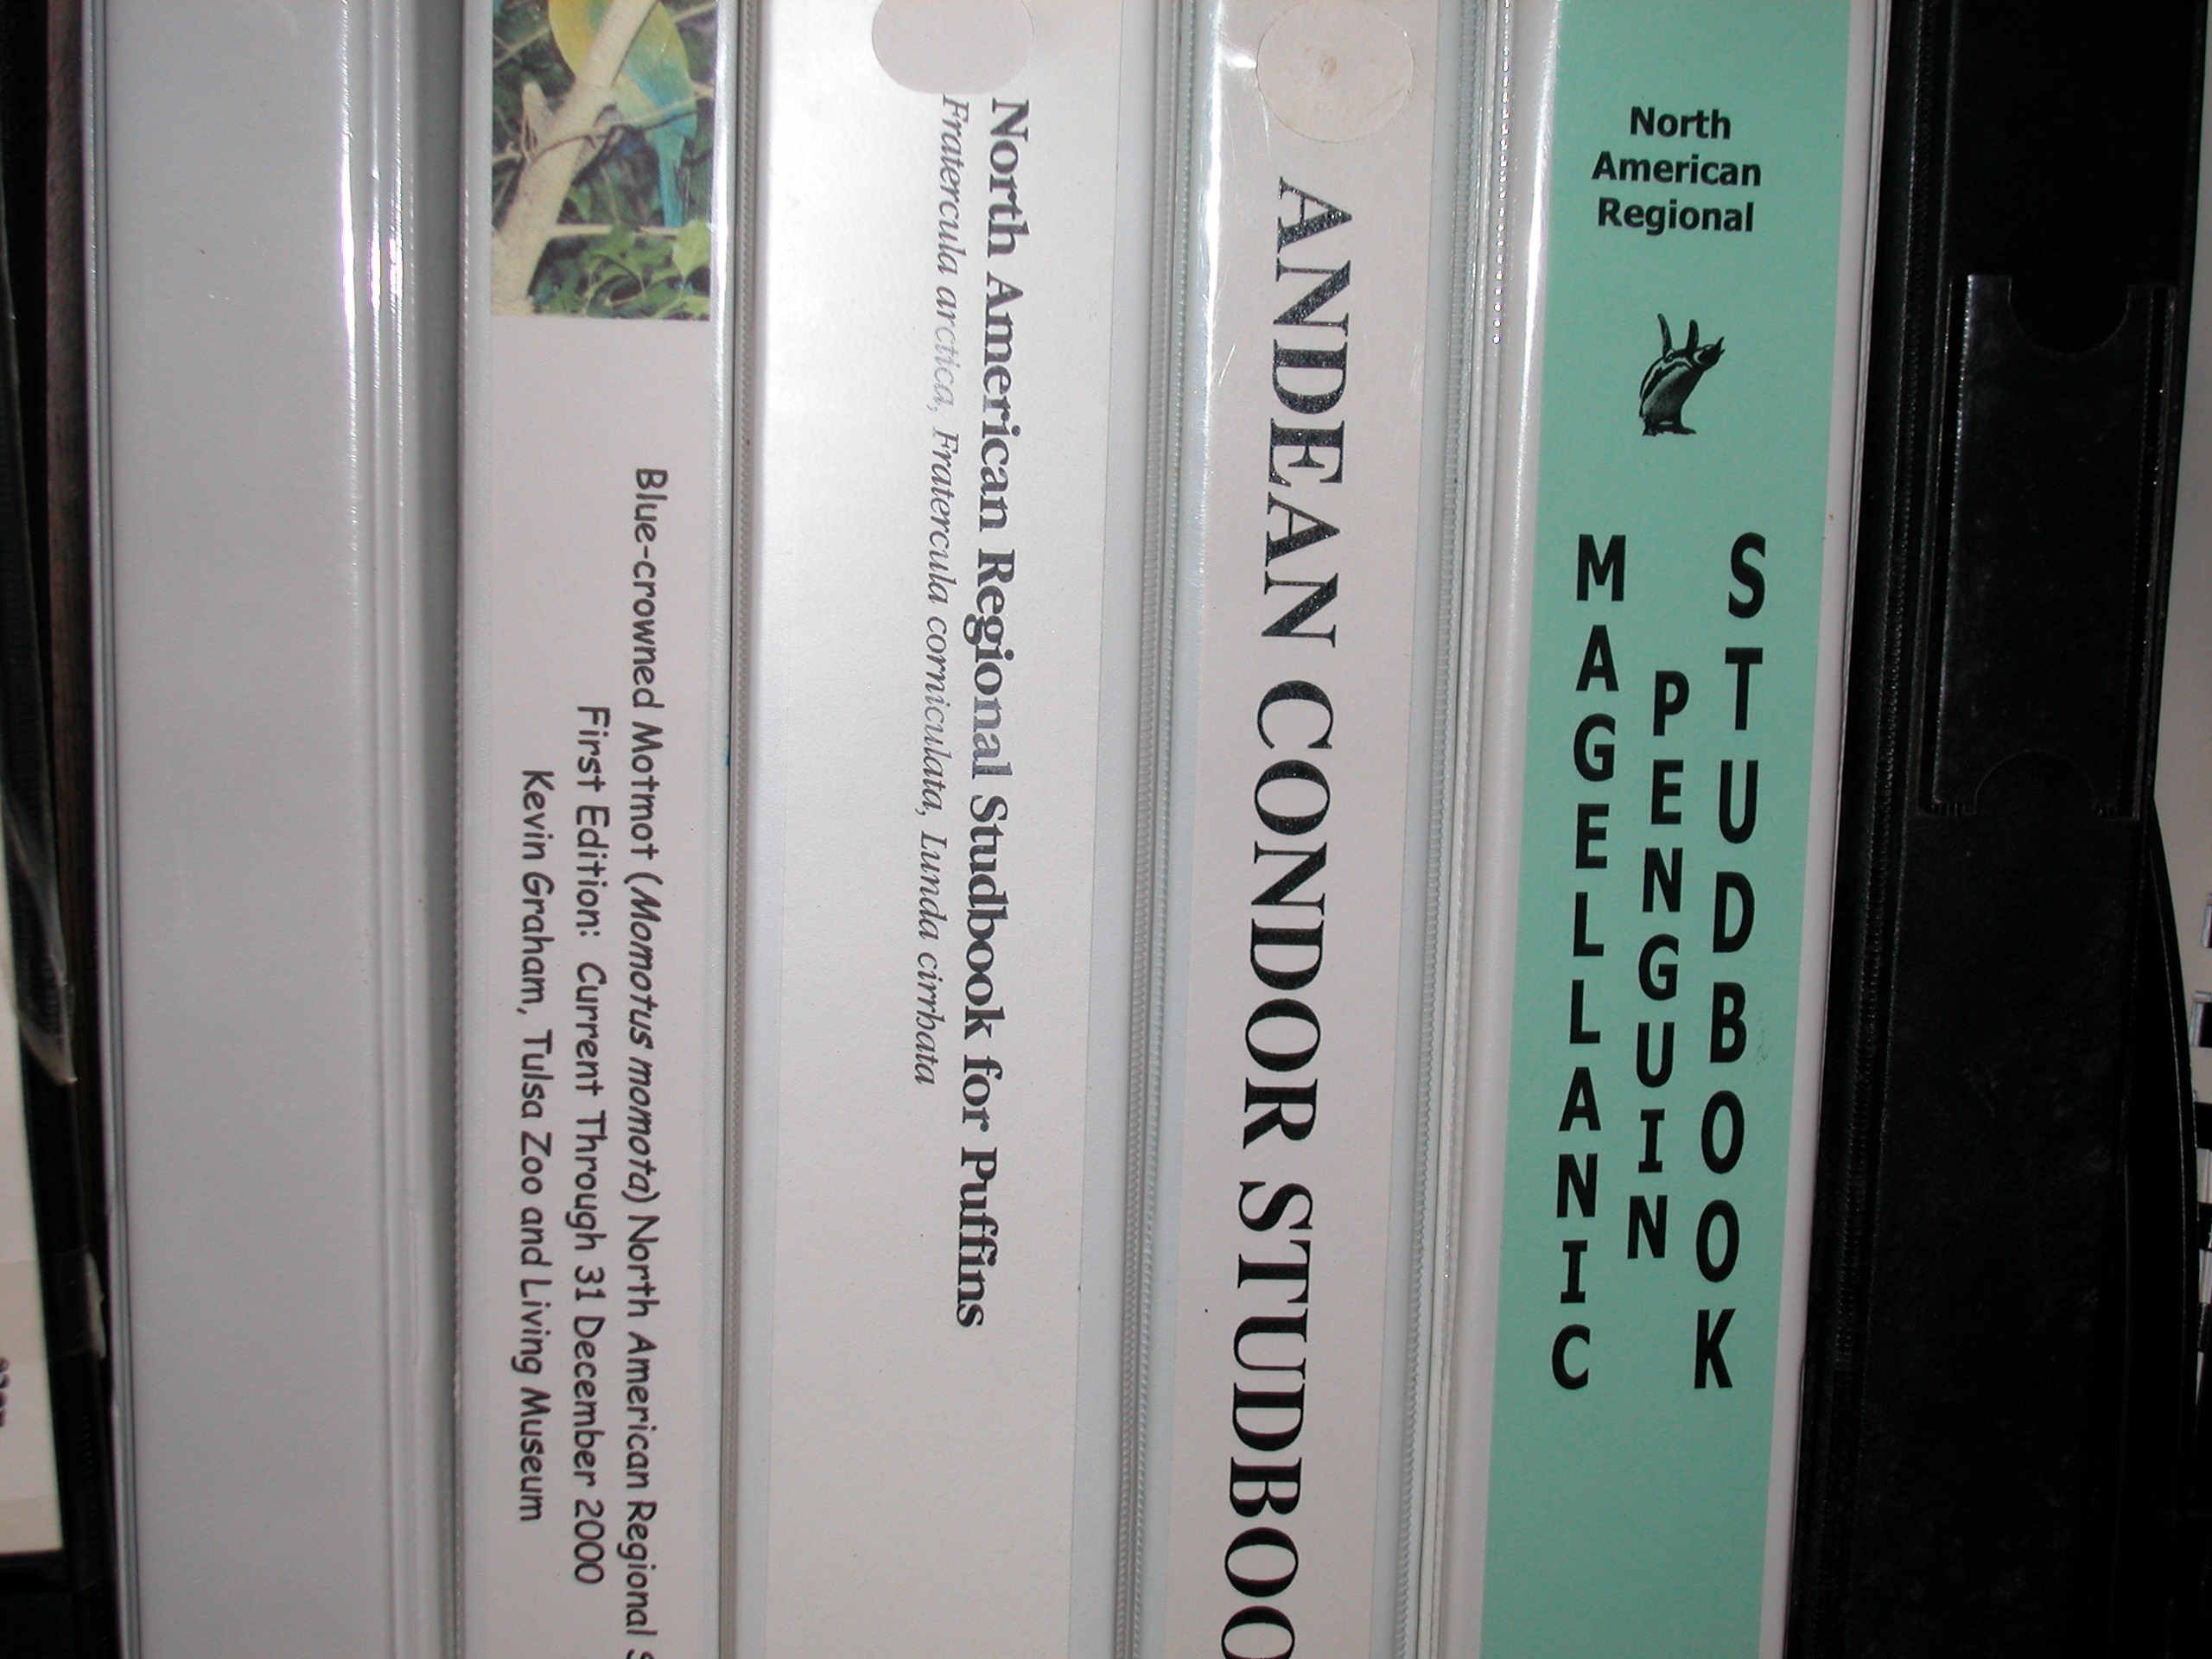 Blue-crowned Motmot (Momotus momota) North American Regional
First Edition: Current Through 31 December 2000
Kevin Graham, Tulsa Zoo and Living Museum
North American Regional Studbook for Puffins
Fratercula arctica, Fratercula corniculata, Lunda cirrbata
ANDEAN CONDOR STUDBOO
North
American
Regional
MAGELLANIC
PENGUIN
STUDBOOK